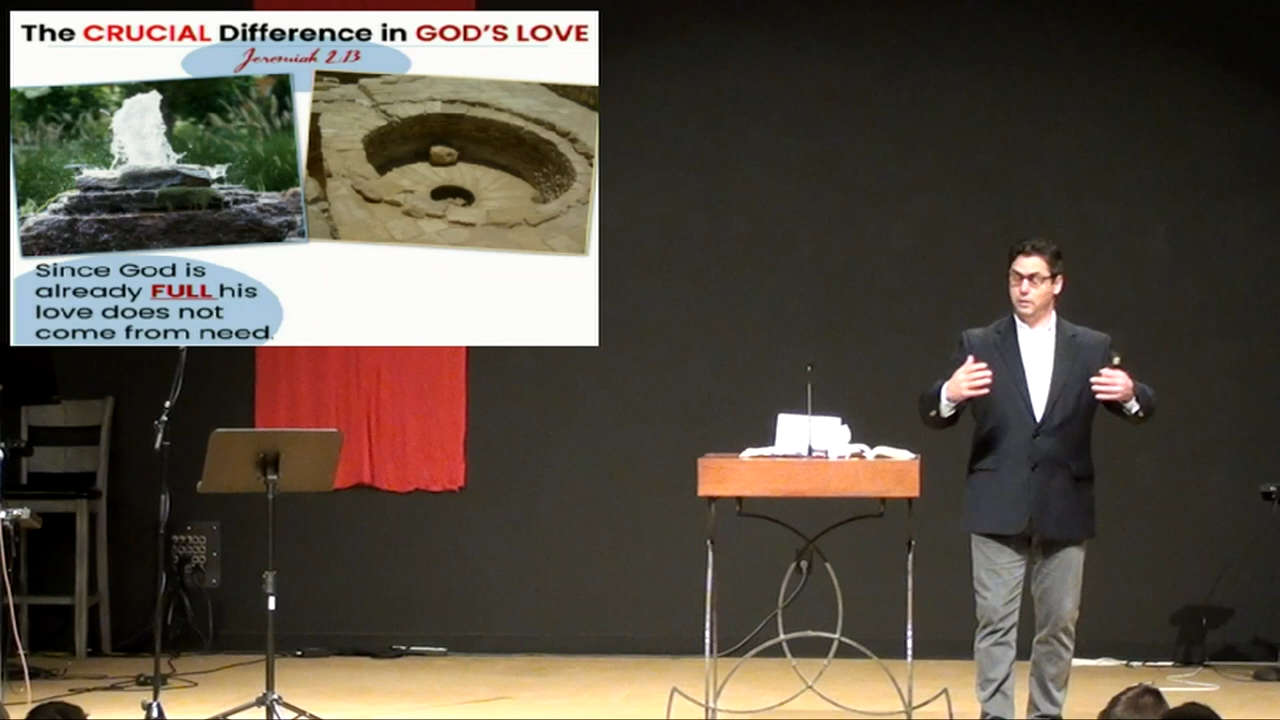 The CRUCIAL Difference in GOD'S LOVE
Jeremiah 2:13
Since God is
already FULL his
love does not
come from need.